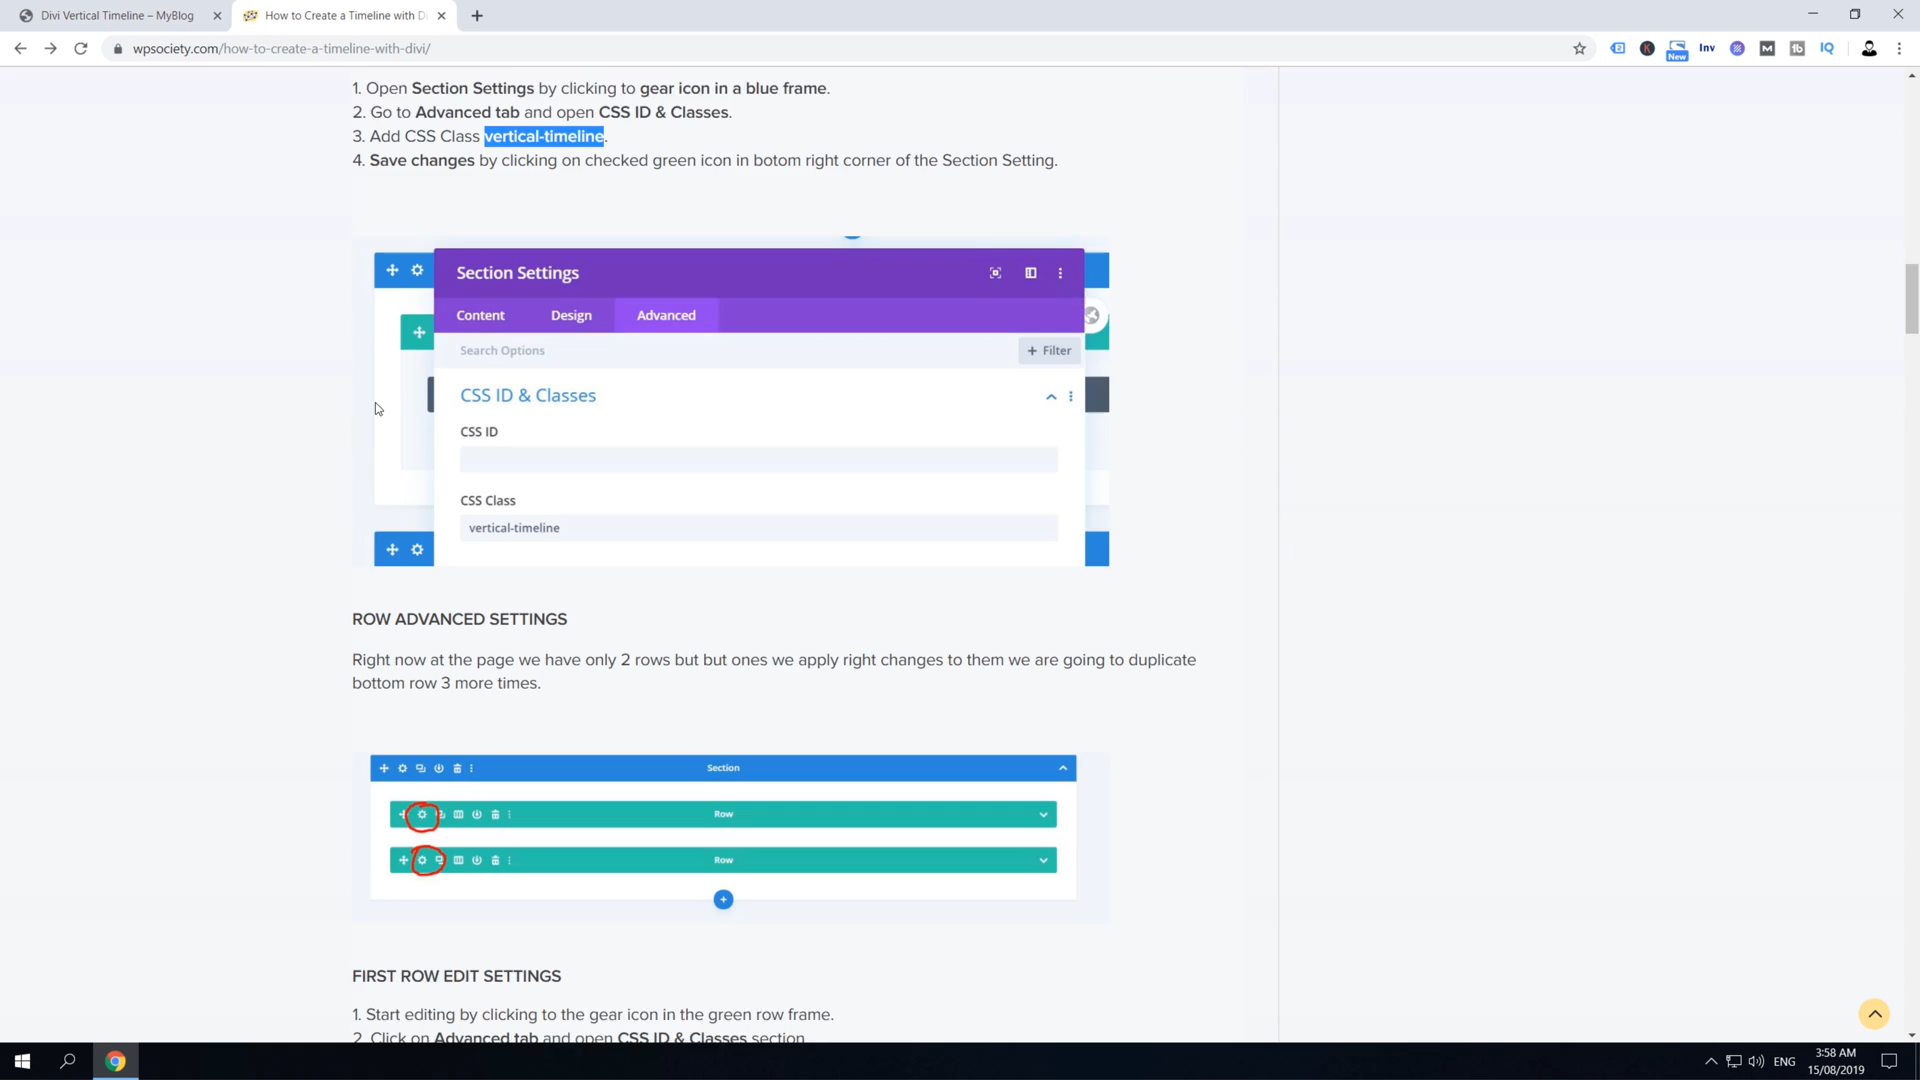 Divi Vertical Timeline – MyBlog
How to Create a Timeline with Di
wpsociety.com/how-to-create-a-timeline-with-divi/
New
Inv
M
tb
IQ
1. Open Section Settings by clicking to gear icon in a blue frame.
2. Go to Advanced tab and open CSS ID & Classes.
3. Add CSS Class vertical-timeline.
4. Save changes by clicking on checked green icon in botom right corner of the Section Setting.
Section Settings
Content Design Advanced
Search Options
+ Filter
CSS ID & Classes
CSS ID
CSS Class
vertical-timeline
ROW ADVANCED SETTINGS
Right now at the page we have only 2 rows but but ones we apply right changes to them we are going to duplicate
bottom row 3 more times.
Section
Row
Row
FIRST ROW EDIT SETTINGS
1. Start editing by clicking to the gear icon in the green row frame.
2. Click on Advanced tab and open CSS ID & Classes section
ENG
3:58 AM
15/08/2019